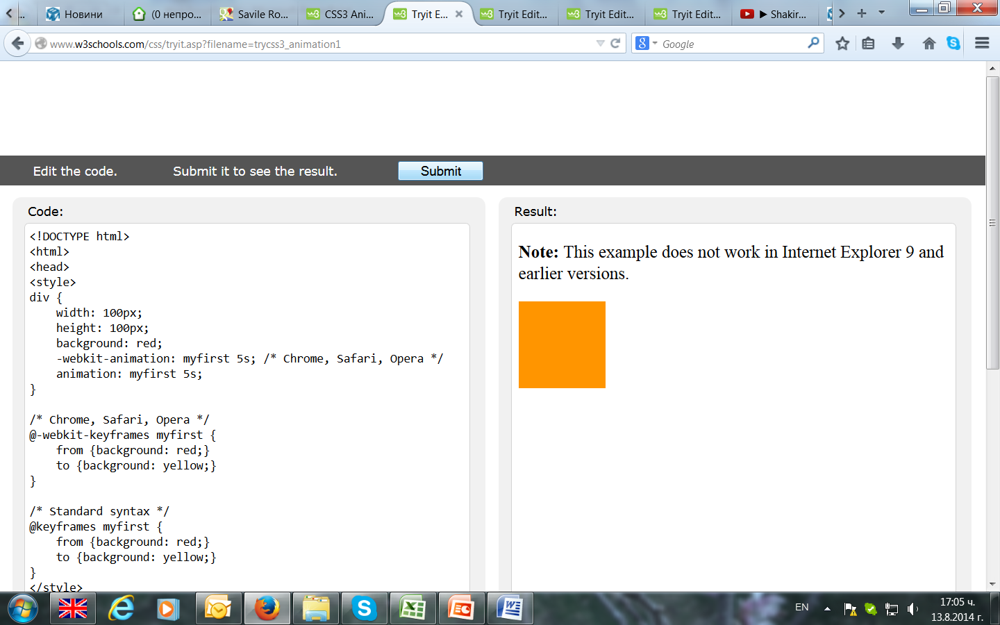 ...
Новини
(0 непро...
Savile Ro...
CSS3 Ani...
Tryit E...
Tryit Edit...
Tryit Edit...
Tryit Edit...
▶ Shakir...
www.w3schools.com/css/tryit.asp?filename=trycss3_animation1
Google
Edit the code.
Submit it to see the result.
Submit
Code:
<!DOCTYPE html>
<html>
<head>
<style>
div {
    width: 100px;
    height: 100px;
    background: red;
    -webkit-animation: myfirst 5s; /* Chrome, Safari, Opera */
    animation: myfirst 5s;
}
/* Chrome, Safari, Opera */
@-webkit-keyframes myfirst {
    from {background: red;}
    to {background: yellow;}
}
/* Standard syntax */
@keyframes myfirst {
    from {background: red;}
    to {background: yellow;}
}
</style>
Result:
Note: This example does not work in Internet Explorer 9 and
earlier versions.
EN
17:05 ч.
13.8.2014 г.